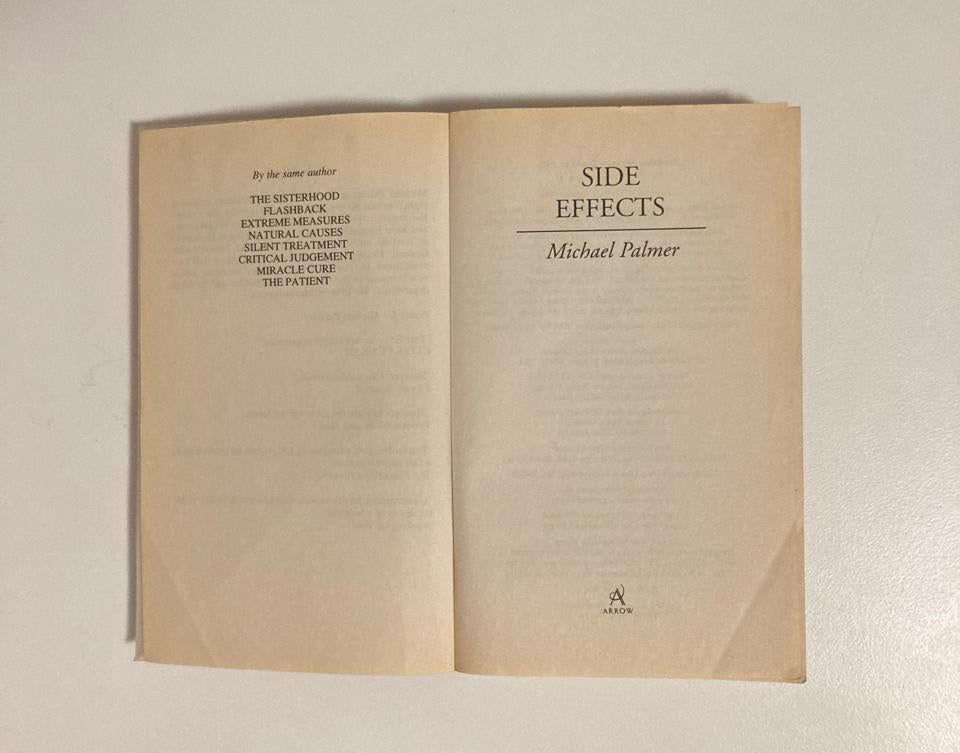 By the same author
THE SISTERHOOD
FLASHBACK
EXTREME MEASURES
NATURAL CAUSES
SILENT TREATMENT
CRITICAL JUDGEMENT
MIRACLE CURE
THE PATIENT
SIDE
EFFECTS
Michael Palmer
ARROW